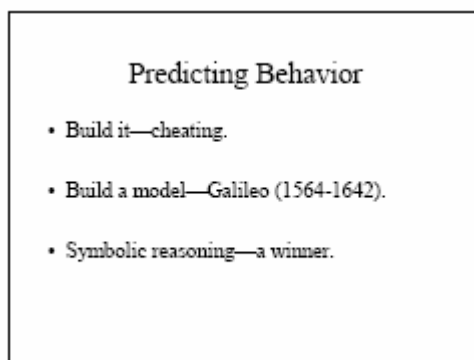 Predicting Behavior
• Build it—cheating.
• Build a model—Galileo (1564-1642).
• Symbolic reasoning—a winner.